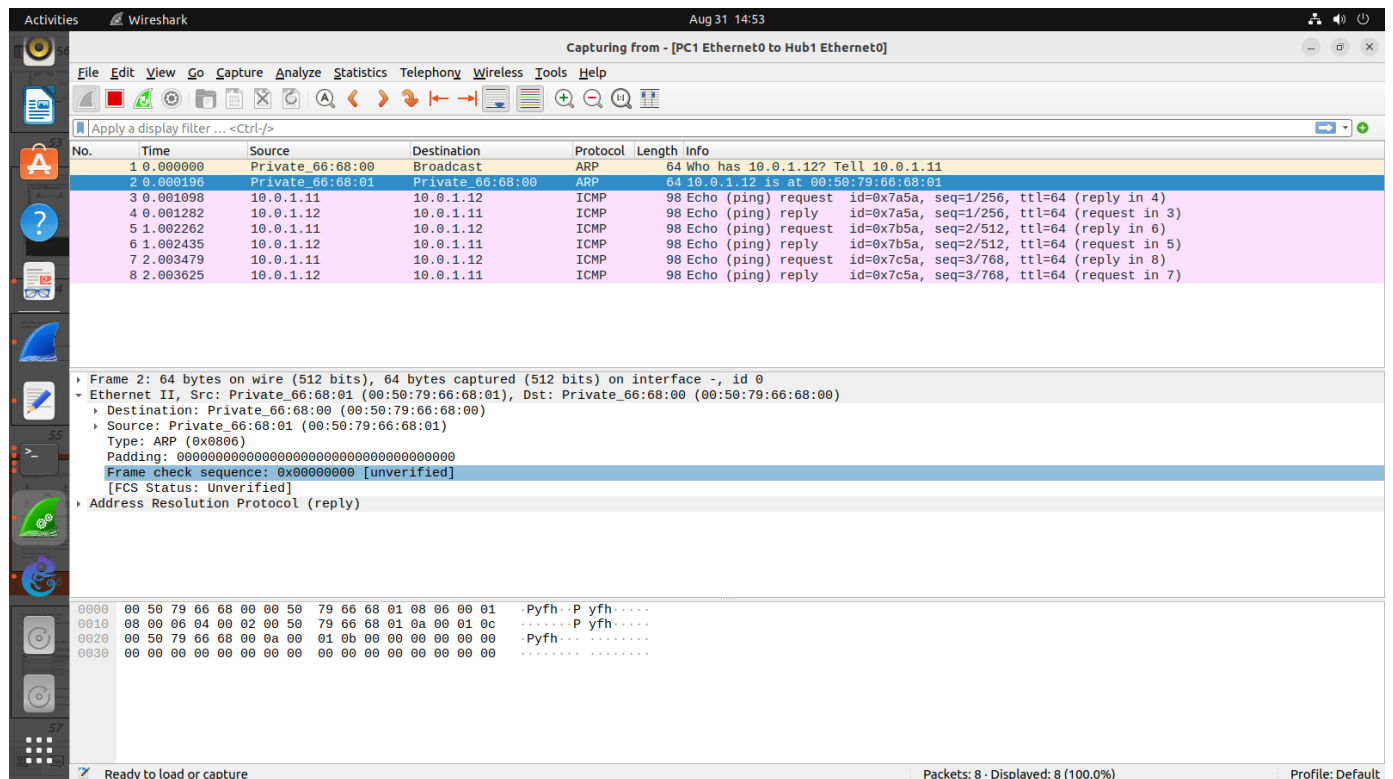 Activities Wireshark Aug 31 14:53
Capturing from - [PC1 Ethernet0 to Hub1 Ethernet0]
File Edit View Go Capture Analyze Statistics Telephony Wireless Tools Help
Apply a display filter … <Ctrl-/>
No. Time Source Destination Protocol Length Info
1 0.000000 Private_66:68:00 Broadcast ARP 64 Who has 10.0.1.12? Tell 10.0.1.11
2 0.000196 Private_66:68:01 Private_66:68:00 ARP 64 10.0.1.12 is at 00:50:79:66:68:01
3 0.001098 10.0.1.11 10.0.1.12 ICMP 98 Echo (ping) request id=0x7a5a, seq=1/256, ttl=64 (reply in 4)
4 0.001282 10.0.1.12 10.0.1.11 ICMP 98 Echo (ping) reply id=0x7a5a, seq=1/256, ttl=64 (request in 3)
5 1.002262 10.0.1.11 10.0.1.12 ICMP 98 Echo (ping) request id=0x7b5a, seq=2/512, ttl=64 (reply in 6)
6 1.002435 10.0.1.12 10.0.1.11 ICMP 98 Echo (ping) reply id=0x7b5a, seq=2/512, ttl=64 (request in 5)
7 2.003479 10.0.1.11 10.0.1.12 ICMP 98 Echo (ping) request id=0x7c5a, seq=3/768, ttl=64 (reply in 8)
8 2.003625 10.0.1.12 10.0.1.11 ICMP 98 Echo (ping) reply id=0x7c5a, seq=3/768, ttl=64 (request in 7)
Frame 2: 64 bytes on wire (512 bits), 64 bytes captured (512 bits) on interface -, id 0
Ethernet II, Src: Private_66:68:01 (00:50:79:66:68:01), Dst: Private_66:68:00 (00:50:79:66:68:00)
Destination: Private_66:68:00 (00:50:79:66:68:00)
Source: Private_66:68:01 (00:50:79:66:68:01)
Type: ARP (0x0806)
Padding: 000000000000000000000000000000000000
Frame check sequence: 0x00000000 [unverified]
[FCS Status: Unverified]
Address Resolution Protocol (reply)
0000 00 50 79 66 68 00 00 50 79 66 68 01 08 06 00 01 ·Pyfh··P yfh·····
0010 08 00 06 04 00 02 00 50 79 66 68 01 0a 00 01 0c ·······P yfh·····
0020 00 50 79 66 68 00 0a 00 01 0b 00 00 00 00 00 00 ·Pyfh··· ········
0030 00 00 00 00 00 00 00 00 00 00 00 00 00 00 00 00 ········ ········
Ready to load or capture Packets: 8 · Displayed: 8 (100.0%) Profile: Default